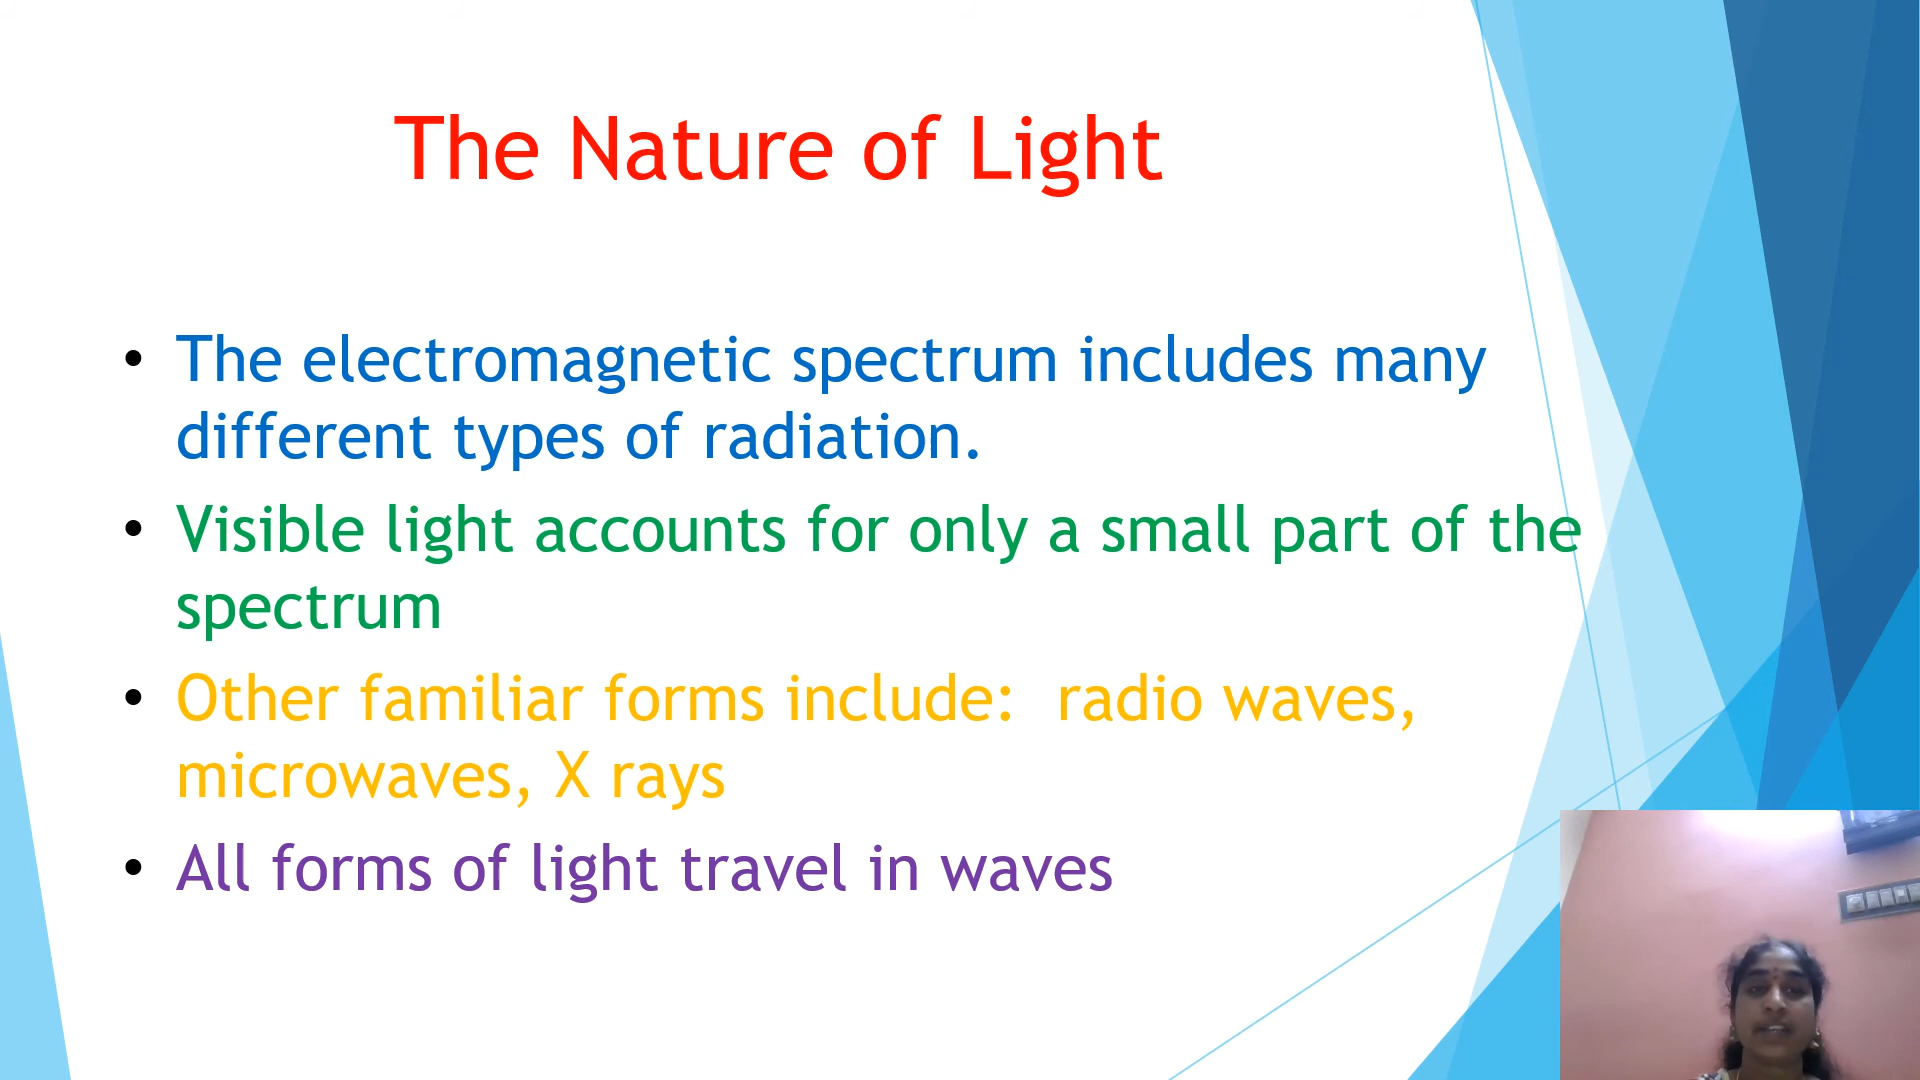 The Nature of Light
• The electromagnetic spectrum includes many
different types of radiation.
• Visible light accounts for only a small part of the
spectrum
• Other familiar forms include:  radio waves,
microwaves, X rays
• All forms of light travel in waves